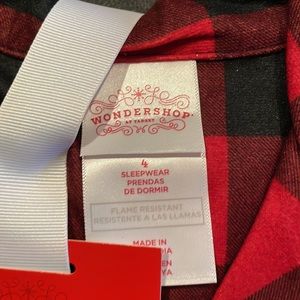 WONDERSHOP
AT TARGET
4
SLEEPWEAR
PRENDAS
DE DORMIR
FLAME RESISTANT
RESISTENTE A LAS LLAMAS
MADE IN